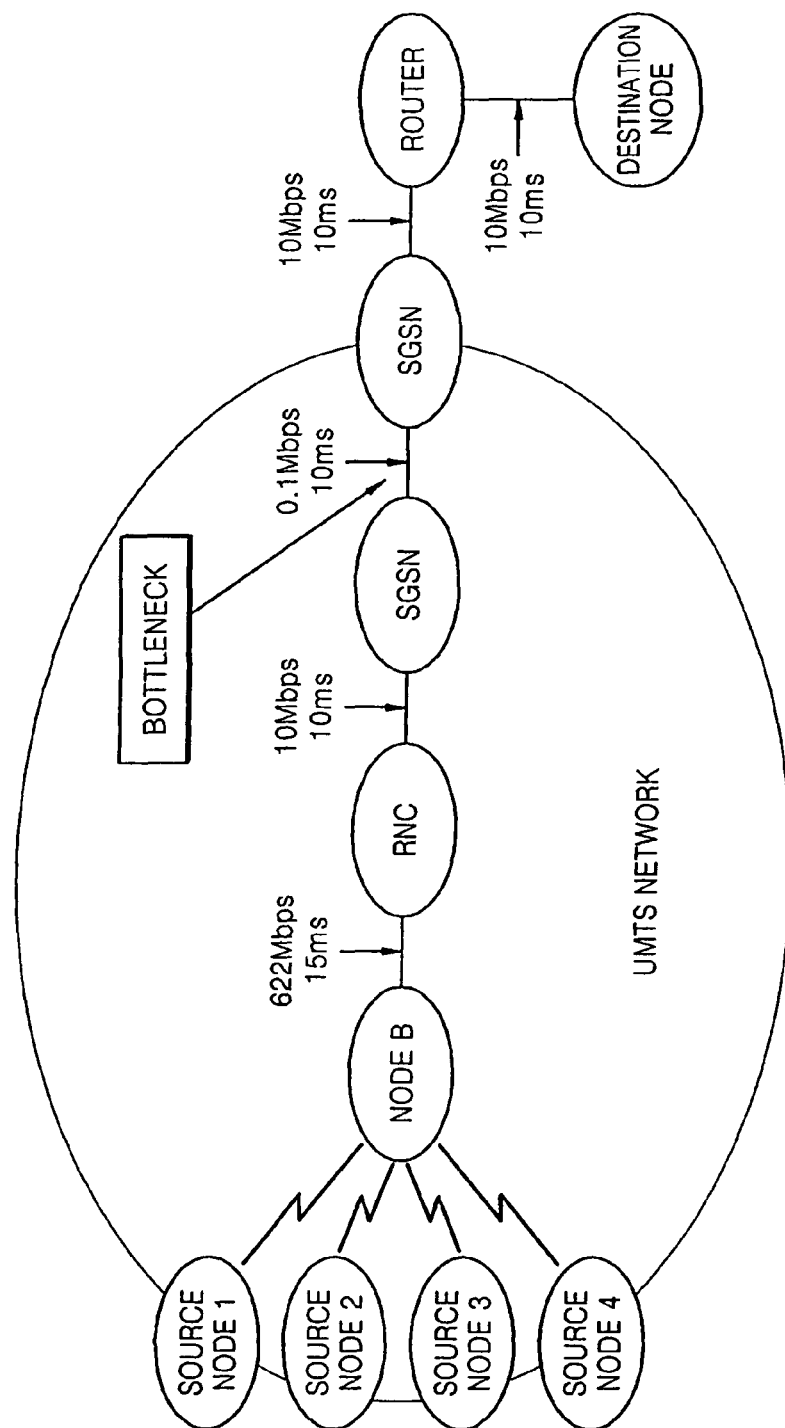 SOURCE
NODE 1
SOURCE
NODE 2
SOURCE
NODE 3
SOURCE
NODE 4
NODE B
622Mbps
15ms
RNC
10Mbps
10ms
SGSN
BOTTLENECK
0.1Mbps
10ms
SGSN
10Mbps
10ms
ROUTER
10Mbps
10ms
DESTINATION
NODE
UMTS NETWORK